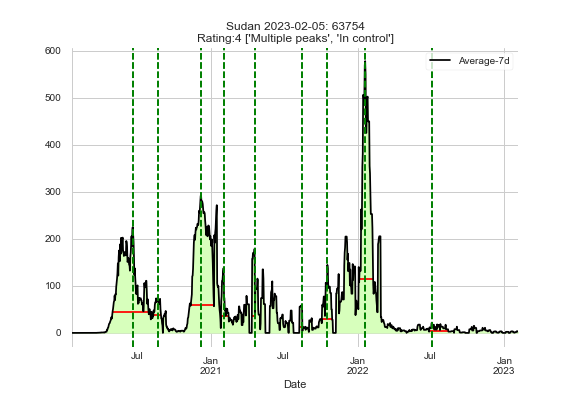 Sudan 2023-02-05: 63754
Rating:4 ['Multiple peaks', 'In control']
Average-7d
600
500
400
300
200
100
0
Jul
Jan
2021
Jul
Jan
2022
Jul
Jan
2023
Date